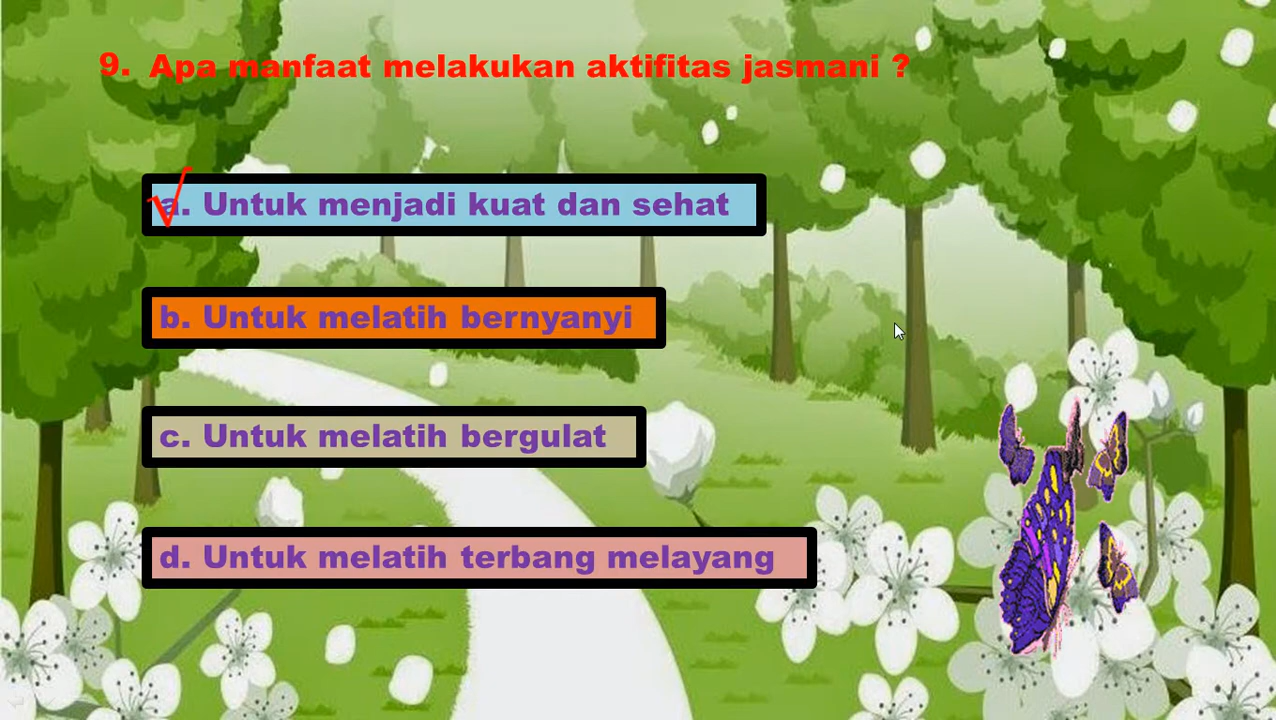 9. Apa manfaat melakukan aktifitas jasmani ?
√
a. Untuk menjadi kuat dan sehat
b. Untuk melatih bernyanyi
c. Untuk melatih bergulat
d. Untuk melatih terbang melayang